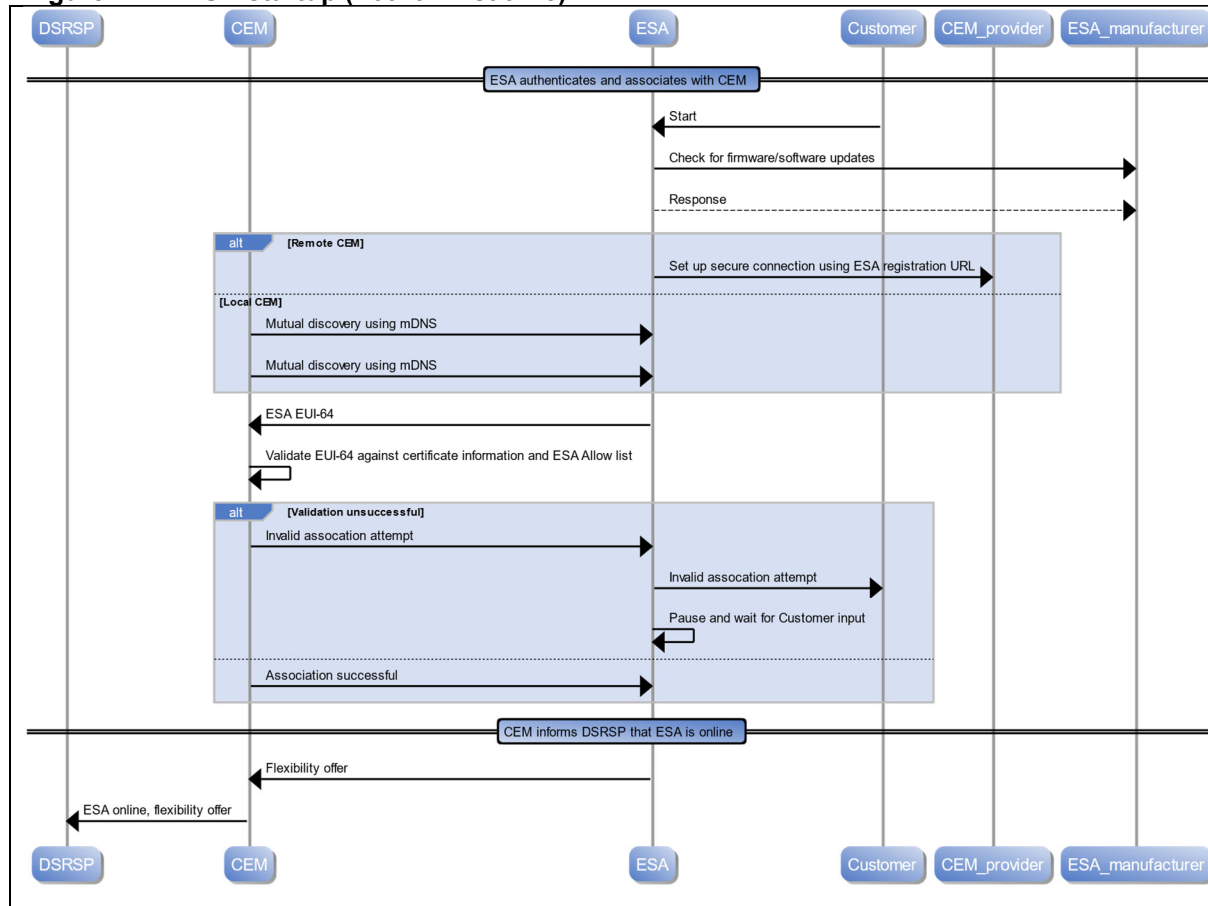 DSRSP CEM ESA Customer CEM_provider ESA_manufacturer
ESA authenticates and associates with CEM
Start
Check for firmware/software updates
Response
alt [Remote CEM]
Set up secure connection using ESA registration URL
[Local CEM]
Mutual discovery using mDNS
Mutual discovery using mDNS
ESA EUI-64
Validate EUI-64 against certificate information and ESA Allow list
alt [Validation unsuccessful]
Invalid assocation attempt
Invalid assocation attempt
Pause and wait for Customer input
Association successful
CEM informs DSRSP that ESA is online
Flexibility offer
ESA online, flexibility offer
DSRSP CEM ESA Customer CEM_provider ESA_manufacturer